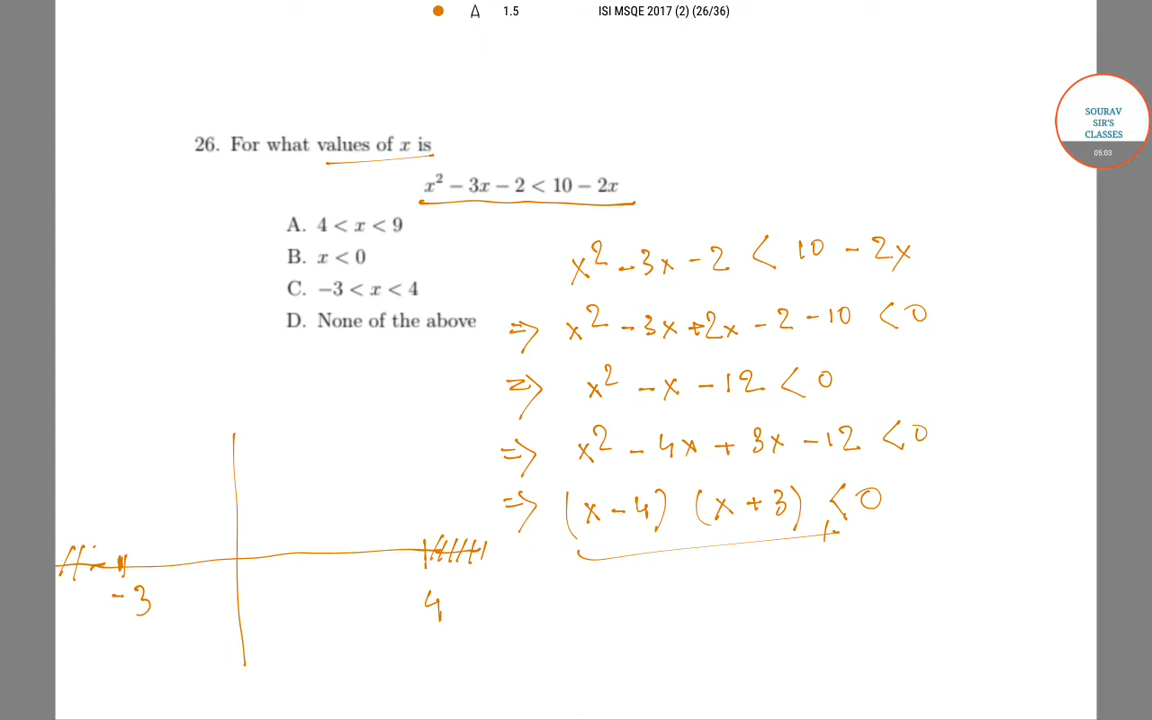 A 1.5 ISI MSQE 2017 (2) (26/36)
SOURAV
SIR'S
CLASSES
05:03
26. For what values of x is
x² − 3x − 2 < 10 − 2x
A. 4 < x < 9
B. x < 0
C. −3 < x < 4
D. None of the above
x² - 3x - 2 < 10 - 2x
=> x² - 3x + 2x - 2 - 10 < 0
=> x² - x - 12 < 0
=> x² - 4x + 3x - 12 < 0
=> (x - 4) (x + 3) < 0
-3
4